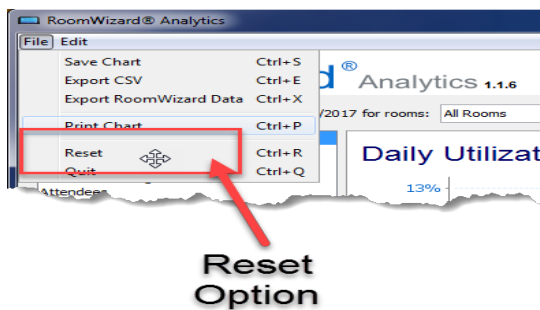 RoomWizard® Analytics
File Edit
Save Chart Ctrl+S
Export CSV Ctrl+E
Export RoomWizard Data Ctrl+X
Print Chart Ctrl+P
Reset Ctrl+R
Quit Ctrl+Q
Attendees
d® Analytics 1.1.6
/2017 for rooms: All Rooms
Daily Utilizat
13%
Reset
Option